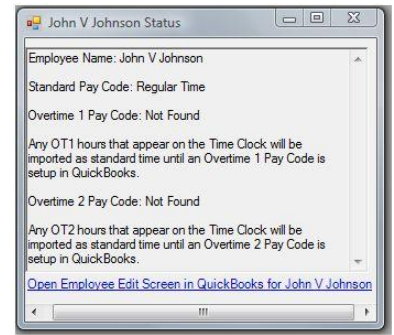 John V Johnson Status
Employee Name: John V Johnson
Standard Pay Code: Regular Time
Overtime 1 Pay Code: Not Found
Any OT1 hours that appear on the Time Clock will be
imported as standard time until an Overtime 1 Pay Code is
setup in QuickBooks.
Overtime 2 Pay Code: Not Found
Any OT2 hours that appear on the Time Clock will be
imported as standard time until an Overtime 2 Pay Code is
setup in QuickBooks.
Open Employee Edit Screen in QuickBooks for John V Johnson